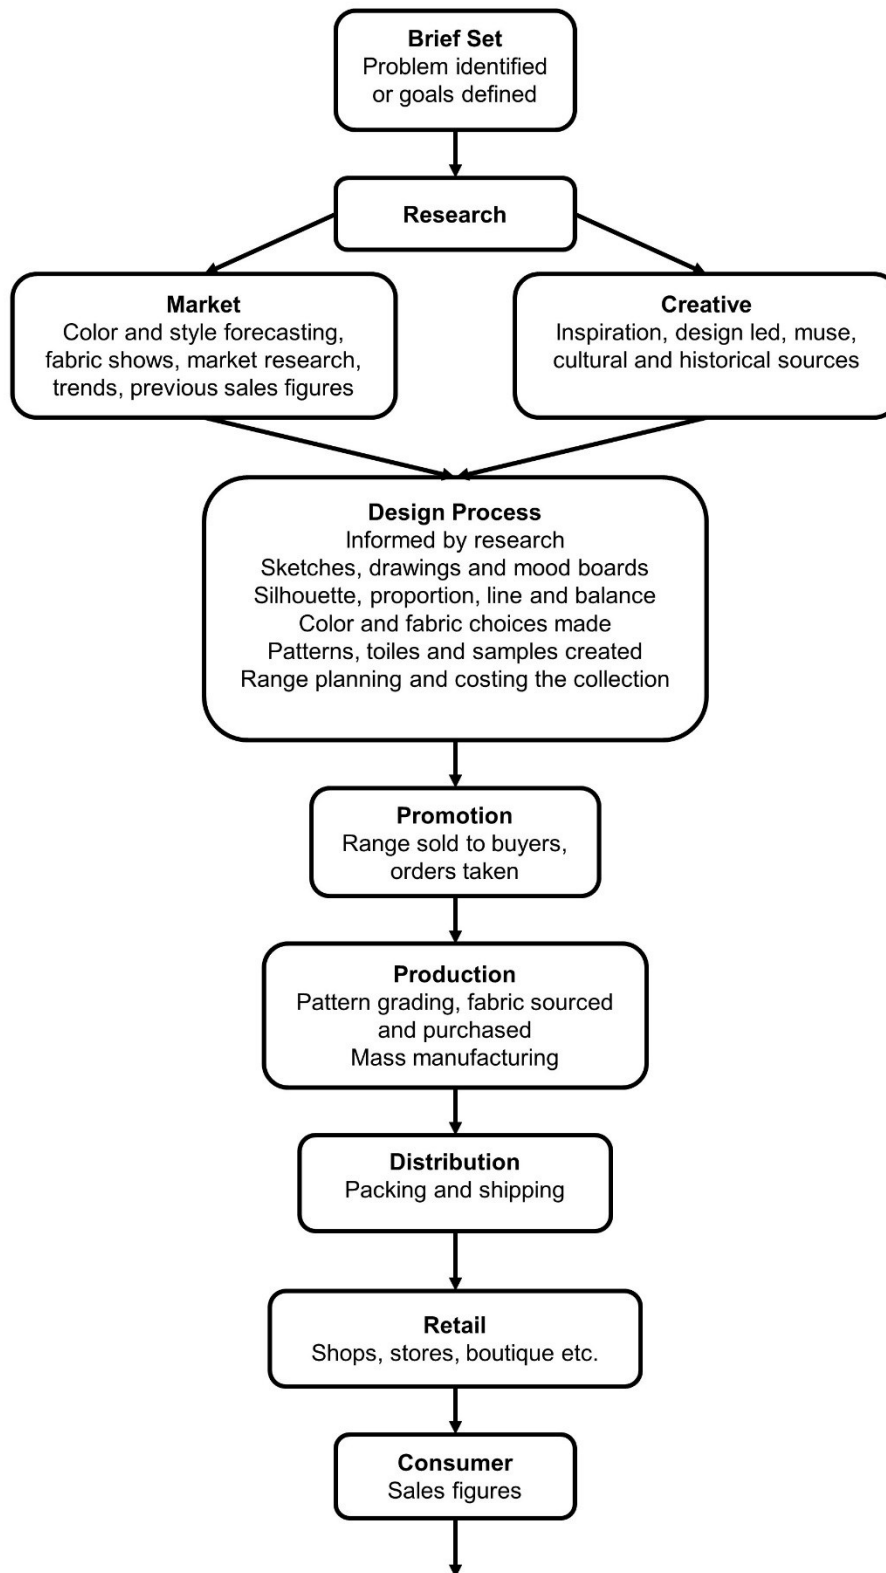 Brief Set
Problem identified
or goals defined
Research
Market
Color and style forecasting,
fabric shows, market research,
trends, previous sales figures
Creative
Inspiration, design led, muse,
cultural and historical sources
Design Process
Informed by research
Sketches, drawings and mood boards
Silhouette, proportion, line and balance
Color and fabric choices made
Patterns, toiles and samples created
Range planning and costing the collection
Promotion
Range sold to buyers,
orders taken
Production
Pattern grading, fabric sourced
and purchased
Mass manufacturing
Distribution
Packing and shipping
Retail
Shops, stores, boutique etc.
Consumer
Sales figures